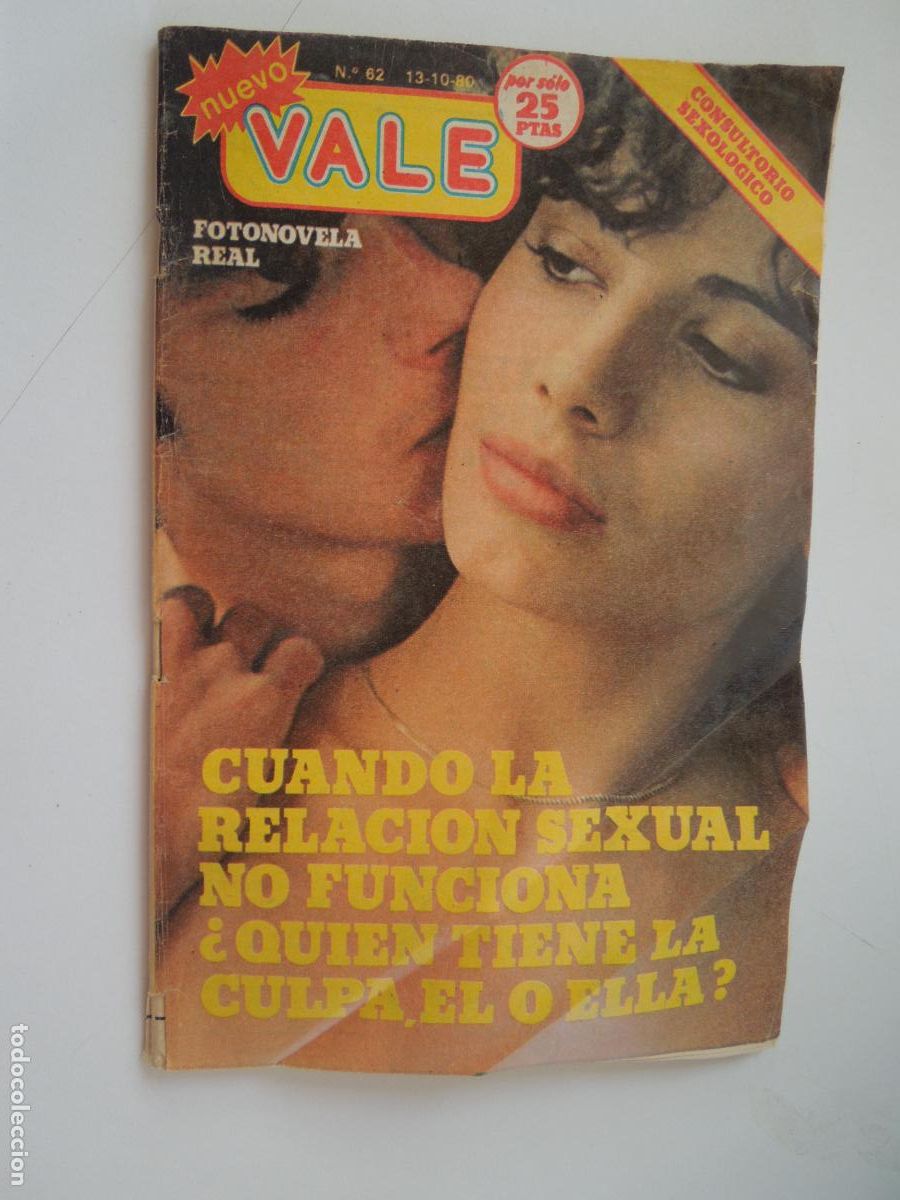 nuevo
N.º 62 13-10-80
VALE
por sólo
25
PTAS
CONSULTORIO
SEXOLOGICO
FOTONOVELA
REAL
CUANDO LA
RELACION SEXUAL
NO FUNCIONA
¿QUIEN TIENE LA
CULPA, EL O ELLA?
todocoleccion